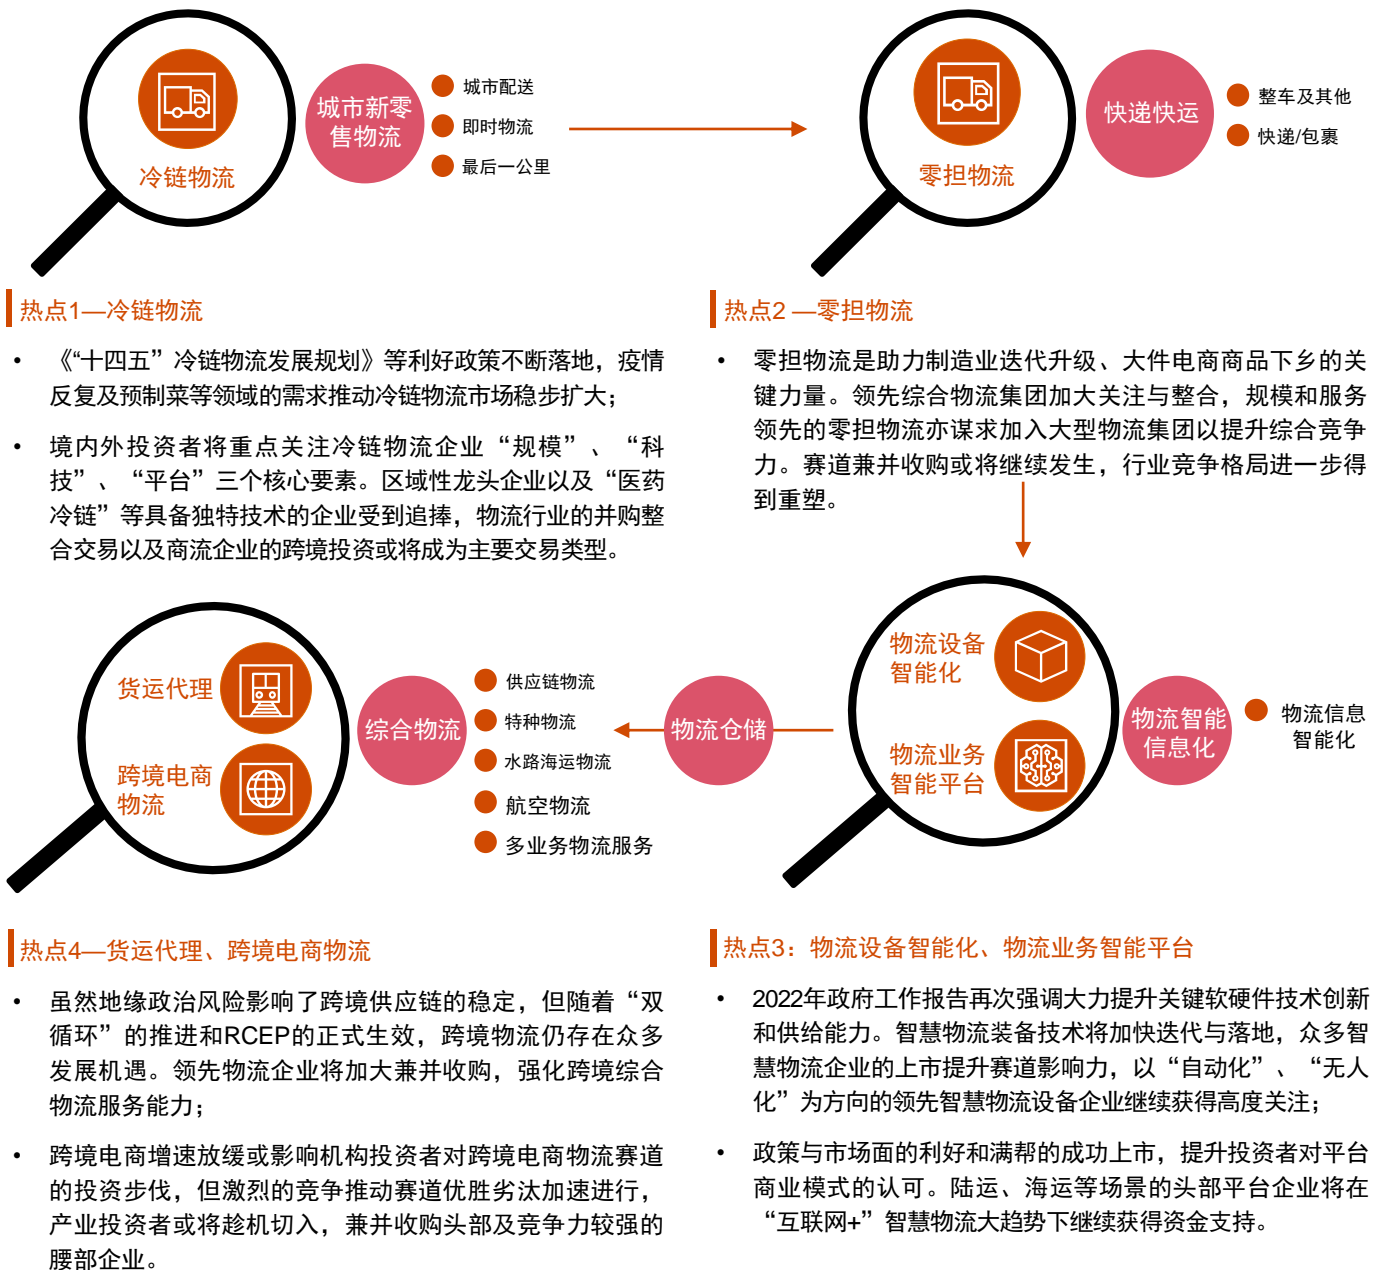 冷链物流
城市新零
售物流
城市配送
即时物流
最后一公里
零担物流
快递快运
整车及其他
快递/包裹
热点1—冷链物流
• 《“十四五”冷链物流发展规划》等利好政策不断落地，疫情
反复及预制菜等领域的需求推动冷链物流市场稳步扩大；
• 境内外投资者将重点关注冷链物流企业“规模”、“科
技”、“平台”三个核心要素。区域性龙头企业以及“医药
冷链”等具备独特技术的企业受到追捧，物流行业的并购整
合交易以及商流企业的跨境投资或将成为主要交易类型。
热点2 —零担物流
• 零担物流是助力制造业迭代升级、大件电商商品下乡的关
键力量。领先综合物流集团加大关注与整合，规模和服务
领先的零担物流亦谋求加入大型物流集团以提升综合竞争
力。赛道兼并收购或将继续发生，行业竞争格局进一步得
到重塑。
货运代理
跨境电商
物流
综合物流
供应链物流
特种物流
水路海运物流
航空物流
多业务物流服务
物流仓储
物流设备
智能化
物流业务
智能平台
物流智能
信息化
物流信息
智能化
热点4—货运代理、跨境电商物流
• 虽然地缘政治风险影响了跨境供应链的稳定，但随着“双
循环”的推进和RCEP的正式生效，跨境物流仍存在众多
发展机遇。领先物流企业将加大兼并收购，强化跨境综合
物流服务能力；
• 跨境电商增速放缓或影响机构投资者对跨境电商物流赛道
的投资步伐，但激烈的竞争推动赛道优胜劣汰加速进行，
产业投资者或将趁机切入，兼并收购头部及竞争力较强的
腰部企业。
热点3：物流设备智能化、物流业务智能平台
• 2022年政府工作报告再次强调大力提升关键软硬件技术创新
和供给能力。智慧物流装备技术将加快迭代与落地，众多智
慧物流企业的上市提升赛道影响力，以“自动化”、“无人
化”为方向的领先智慧物流设备企业继续获得高度关注；
• 政策与市场面的利好和满帮的成功上市，提升投资者对平台
商业模式的认可。陆运、海运等场景的头部平台企业将在
“互联网+”智慧物流大趋势下继续获得资金支持。